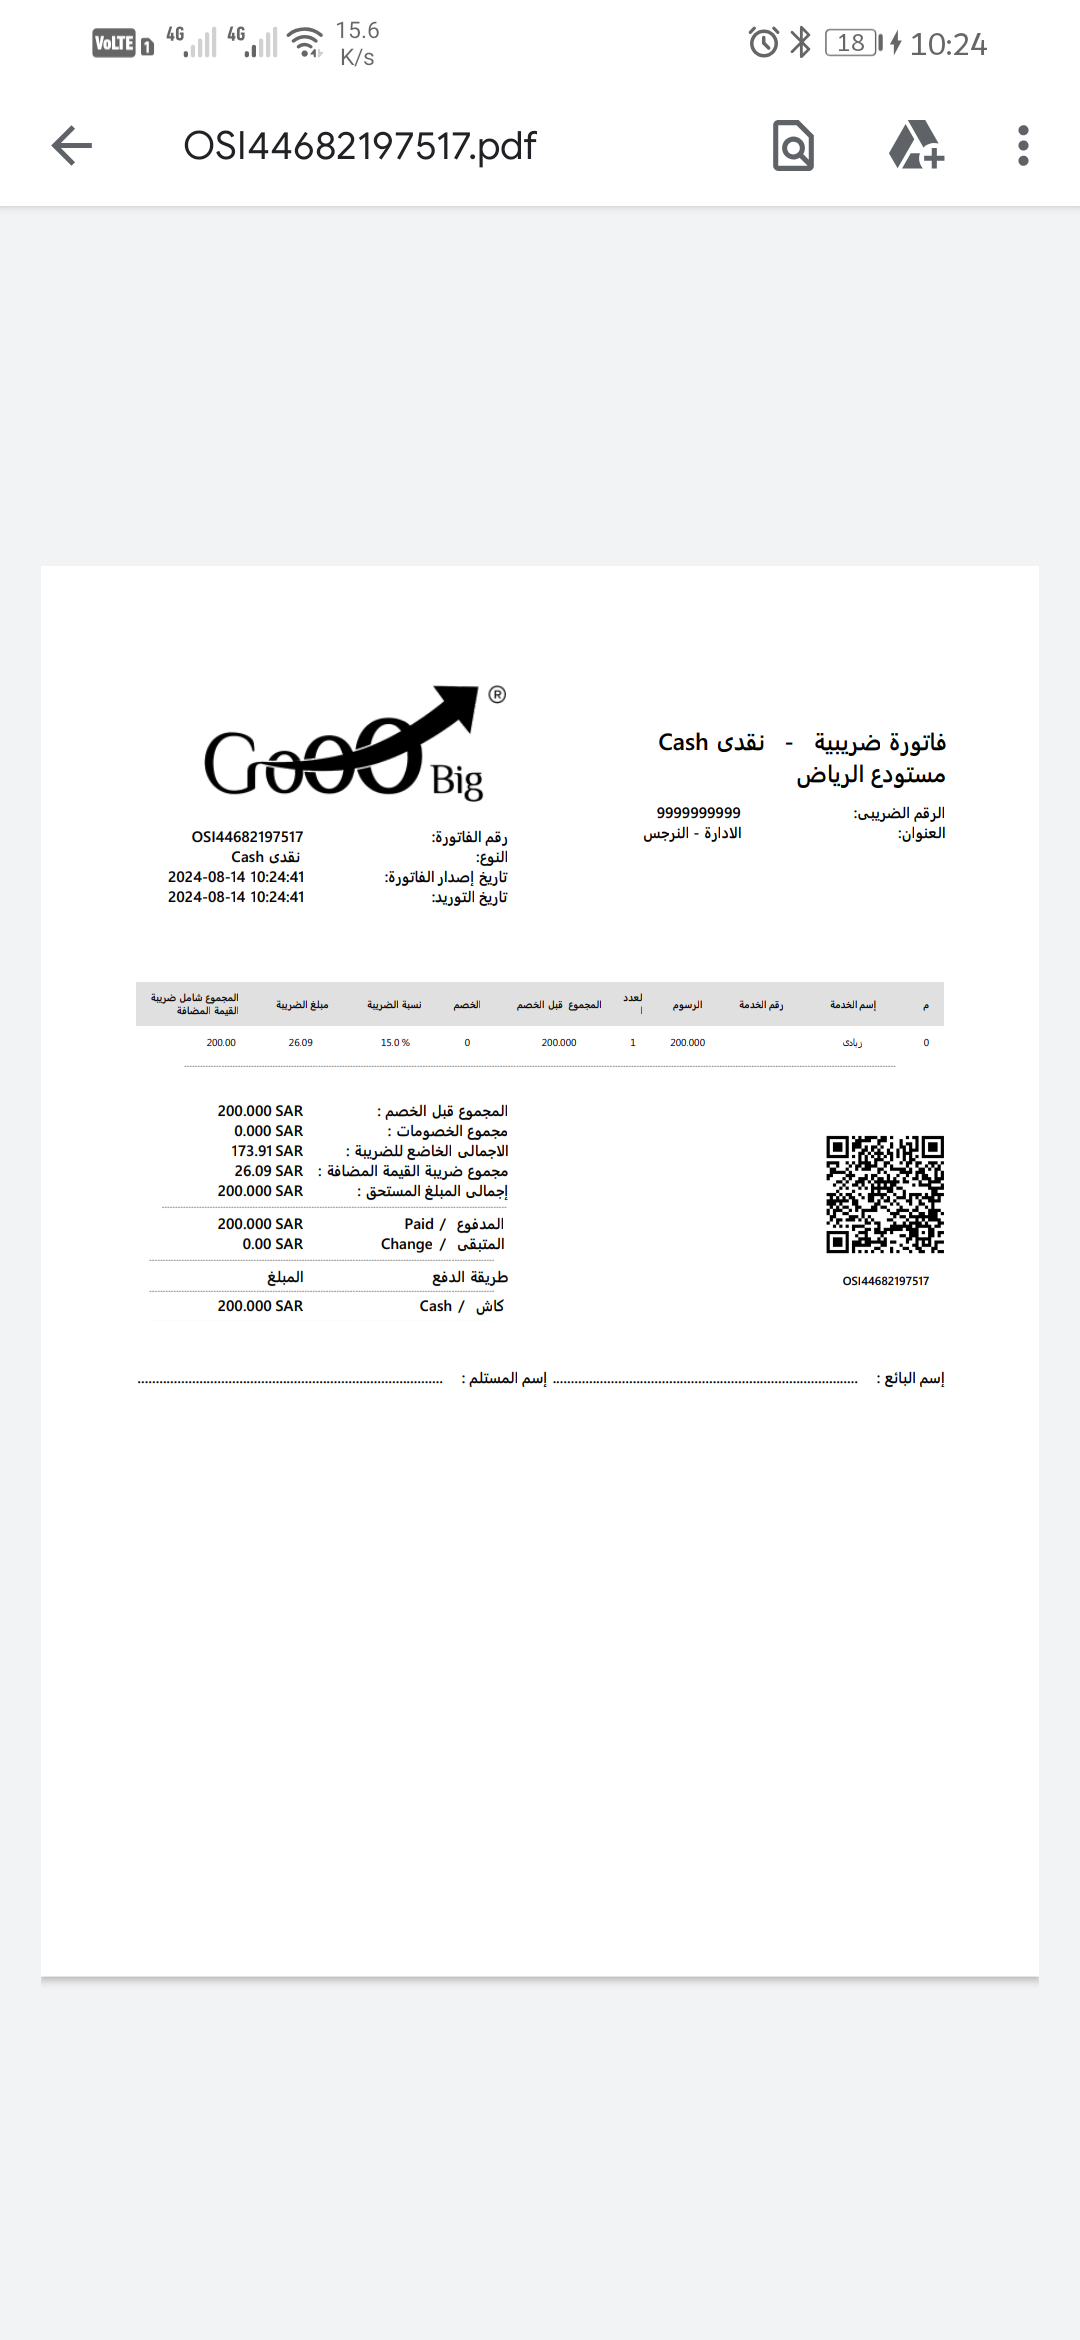 VoLTE 1 4G 4G 15.6 K/s 18 10:24
OSI44682197517.pdf
GoOO Big ®
فاتورة ضريبية - نقدى Cash
مستودع الرياض
الرقم الضريبى: 9999999999
العنوان: الادارة - النرجس
رقم الفاتورة: OSI44682197517
النوع: نقدى Cash
تاريخ إصدار الفاتورة: 2024-08-14 10:24:41
تاريخ التوريد: 2024-08-14 10:24:41
م إسم الخدمة رقم الخدمة الرسوم لعدد ا المجموع قبل الخصم الخصم نسبة الضريبة مبلغ الضريبة المجموع شامل ضريبة القيمة المضافة
0 زبادى 200.000 1 200.000 0 15.0 % 26.09 200.00
المجموع قبل الخصم : 200.000 SAR
مجموع الخصومات : 0.000 SAR
الاجمالى الخاضع للضريبة : 173.91 SAR
مجموع ضريبة القيمة المضافة : 26.09 SAR
إجمالى المبلغ المستحق : 200.000 SAR
المدفوع / Paid 200.000 SAR
المتبقى / Change 0.00 SAR
طريقة الدفع المبلغ
كاش / Cash 200.000 SAR
OSI44682197517
إسم البائع : ........ إسم المستلم : ........